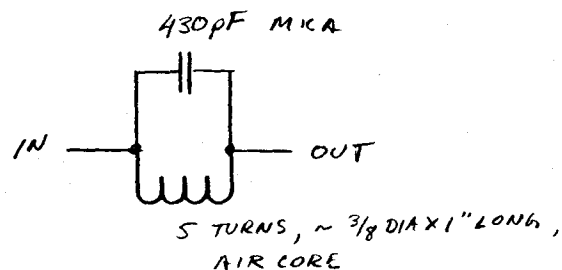 430pF MICA
IN
OUT
5 TURNS, ~ 3/8 DIA X 1" LONG,
AIR CORE